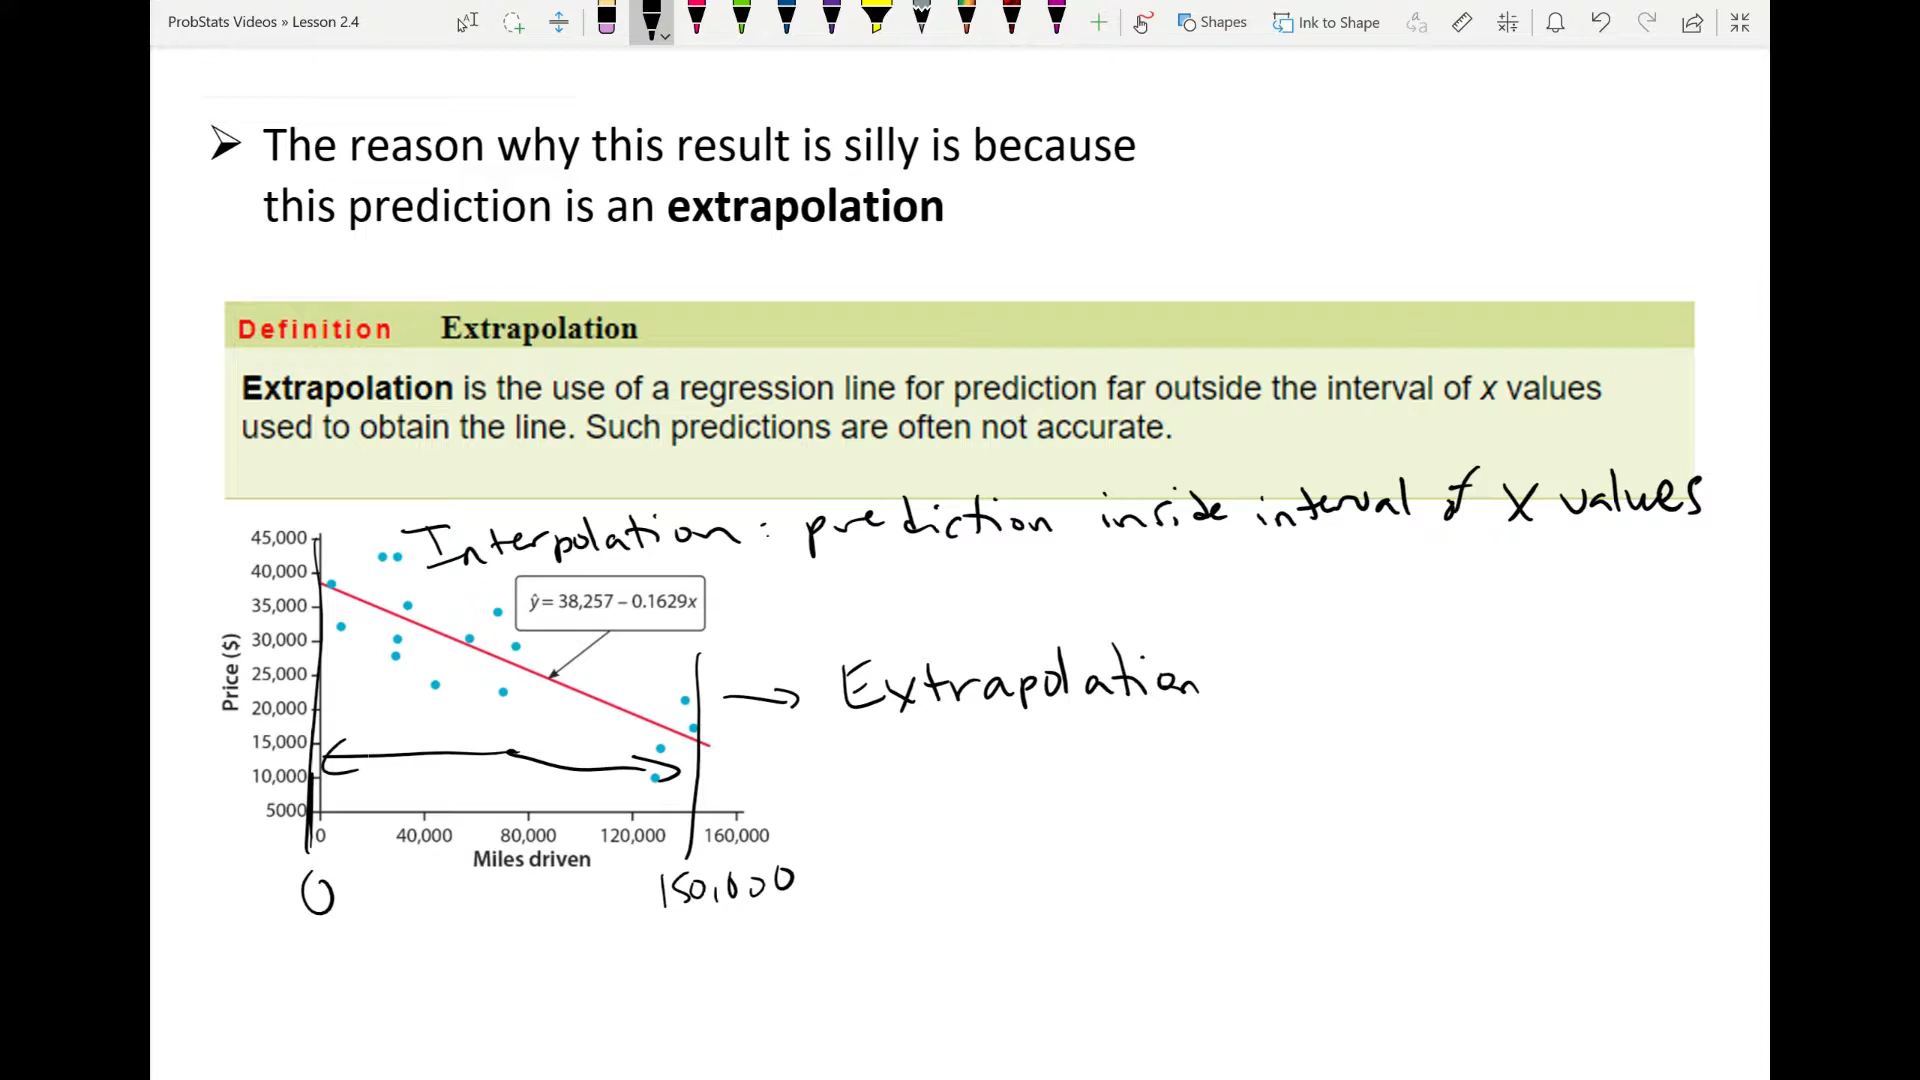 ProbStats Videos » Lesson 2.4
Shapes
Ink to Shape
The reason why this result is silly is because
this prediction is an extrapolation
Definition Extrapolation
Extrapolation is the use of a regression line for prediction far outside the interval of x values
used to obtain the line. Such predictions are often not accurate.
Interpolation: prediction inside interval of X values
45,000
40,000
35,000
30,000
25,000
20,000
15,000
10,000
5000
Price ($)
ŷ = 38,257 – 0.1629x
Extrapolation
0 40,000 80,000 120,000 160,000
Miles driven
0 150,000